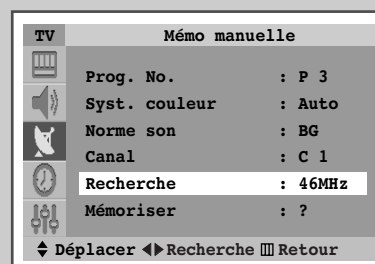 TV
Mémo manuelle
Prog. No. : P 3
Syst. couleur : Auto
Norme son : BG
Canal : C 1
Recherche : 46MHz
Mémoriser : ?
Déplacer Recherche Retour